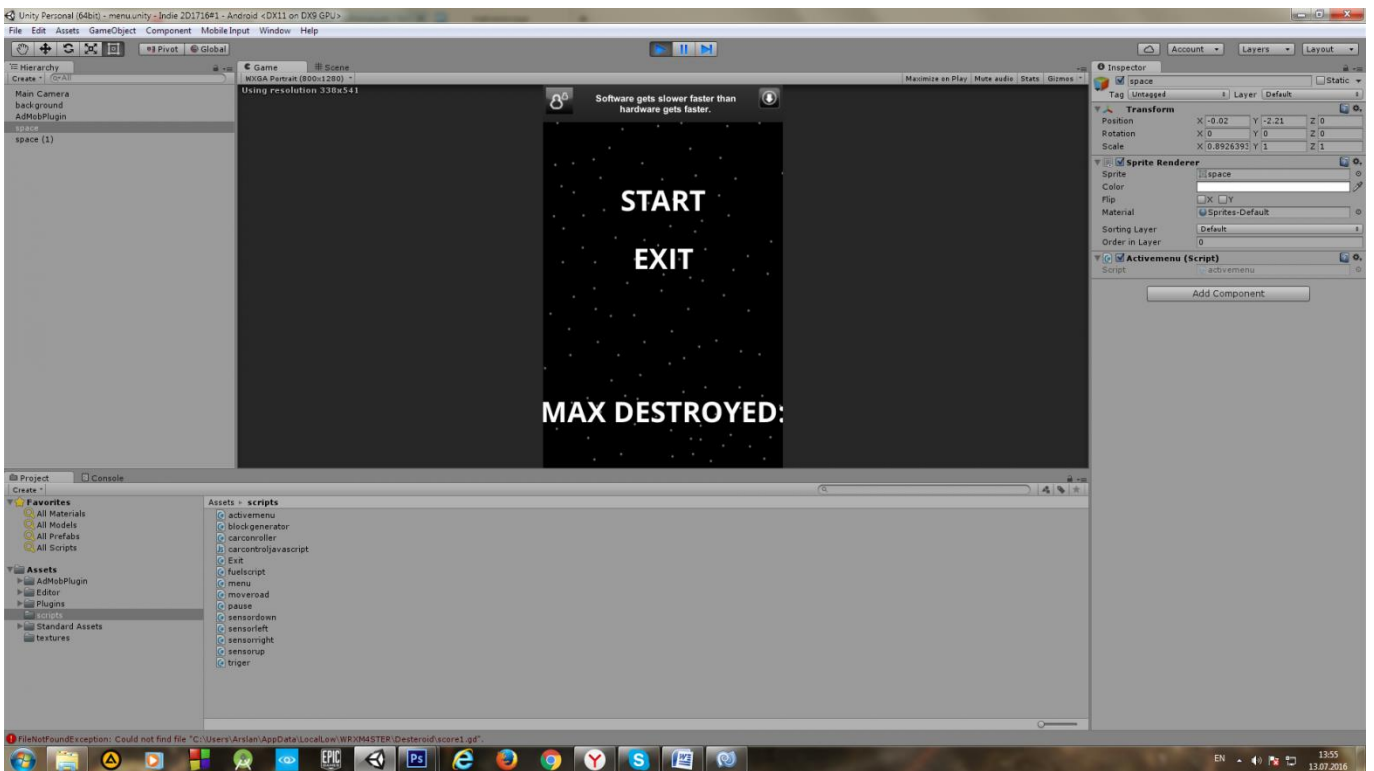 Unity Personal (64bit) - menu.unity - Indie 2D1716#1 - Android <DX11 on DX9 GPU>
File Edit Assets GameObject Component Mobile Input Window Help
Pivot Global Account Layers Layout
Hierarchy Game Scene Inspector
Create All WXGA Portrait (800x1280) Maximize on Play Mute audio Stats Gizmos space Static
Using resolution 338x541
Tag Untagged Layer Default
Main Camera
background
AdMobPlugin
space
space (1)
Software gets slower faster than
hardware gets faster.
START
EXIT
MAX DESTROYED:
Transform
Position X -0.02 Y -2.21 Z 0
Rotation X 0 Y 0 Z 0
Scale X 0.8926393 Y 1 Z 1
Sprite Renderer
Sprite space
Color
Flip X Y
Material Sprites-Default
Sorting Layer Default
Order in Layer 0
Activemenu (Script)
Script activemenu
Add Component
Project Console
Create
Favorites
All Materials
All Models
All Prefabs
All Scripts
Assets
AdMobPlugin
Editor
Plugins
scripts
Standard Assets
textures
Assets scripts
activemenu
blockgenerator
carconroller
carcontroljavascript
Exit
fuelscript
menu
moveroad
pause
sensordown
sensorleft
sensorright
sensorup
triger
FileNotFoundException: Could not find file "C:\Users\Arslan\AppData\LocalLow\WRXM4STER\Desteroid\score1.gd".
EPIC GAMES Ps EN 13:55
13.07.2016